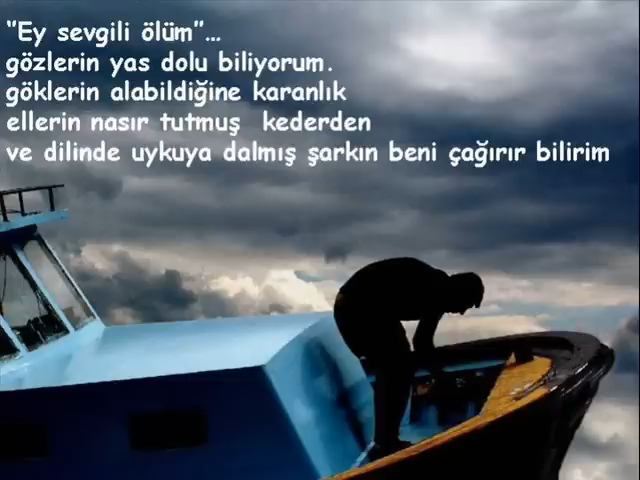 "Ey sevgili ölüm"...
gözlerin yas dolu biliyorum.
göklerin alabildiğine karanlık
ellerin nasır tutmuş kederden
ve dilinde uykuya dalmış şarkın beni çağırır bilirim